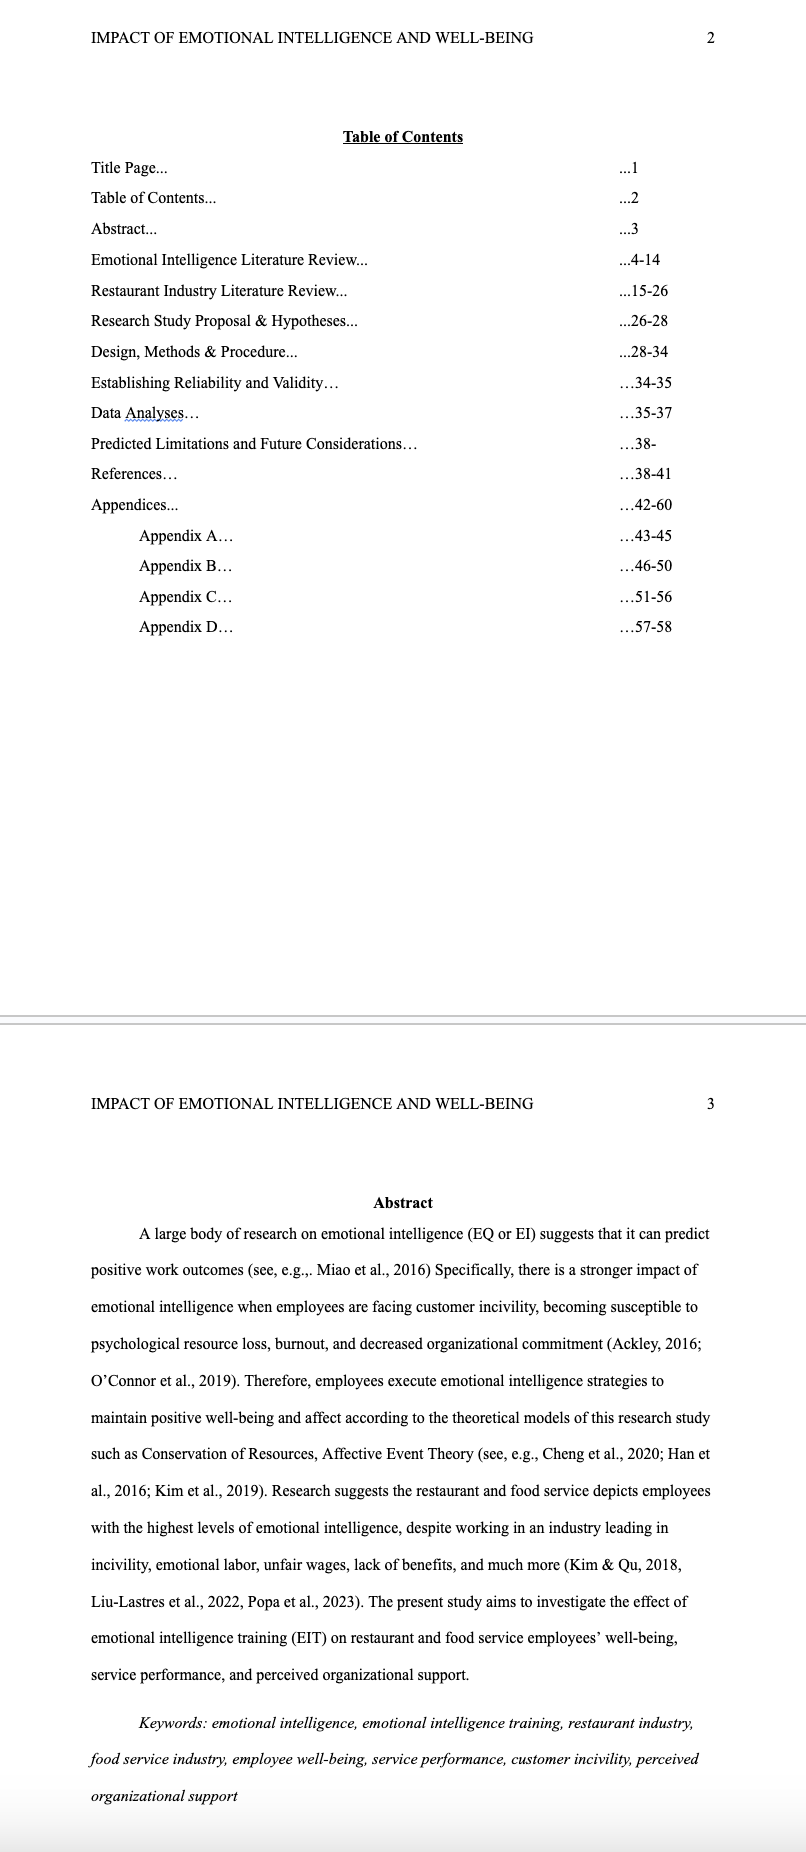 IMPACT OF EMOTIONAL INTELLIGENCE AND WELL-BEING 2
Table of Contents
Title Page... ...1
Table of Contents... ...2
Abstract... ...3
Emotional Intelligence Literature Review... ...4-14
Restaurant Industry Literature Review... ...15-26
Research Study Proposal & Hypotheses... ...26-28
Design, Methods & Procedure... ...28-34
Establishing Reliability and Validity… …34-35
Data Analyses… …35-37
Predicted Limitations and Future Considerations… …38-
References… …38-41
Appendices... …42-60
Appendix A… …43-45
Appendix B… …46-50
Appendix C… …51-56
Appendix D… …57-58
IMPACT OF EMOTIONAL INTELLIGENCE AND WELL-BEING 3
Abstract
A large body of research on emotional intelligence (EQ or EI) suggests that it can predict
positive work outcomes (see, e.g.,. Miao et al., 2016) Specifically, there is a stronger impact of
emotional intelligence when employees are facing customer incivility, becoming susceptible to
psychological resource loss, burnout, and decreased organizational commitment (Ackley, 2016;
O’Connor et al., 2019). Therefore, employees execute emotional intelligence strategies to
maintain positive well-being and affect according to the theoretical models of this research study
such as Conservation of Resources, Affective Event Theory (see, e.g., Cheng et al., 2020; Han et
al., 2016; Kim et al., 2019). Research suggests the restaurant and food service depicts employees
with the highest levels of emotional intelligence, despite working in an industry leading in
incivility, emotional labor, unfair wages, lack of benefits, and much more (Kim & Qu, 2018,
Liu-Lastres et al., 2022, Popa et al., 2023). The present study aims to investigate the effect of
emotional intelligence training (EIT) on restaurant and food service employees’ well-being,
service performance, and perceived organizational support.
Keywords: emotional intelligence, emotional intelligence training, restaurant industry,
food service industry, employee well-being, service performance, customer incivility, perceived
organizational support